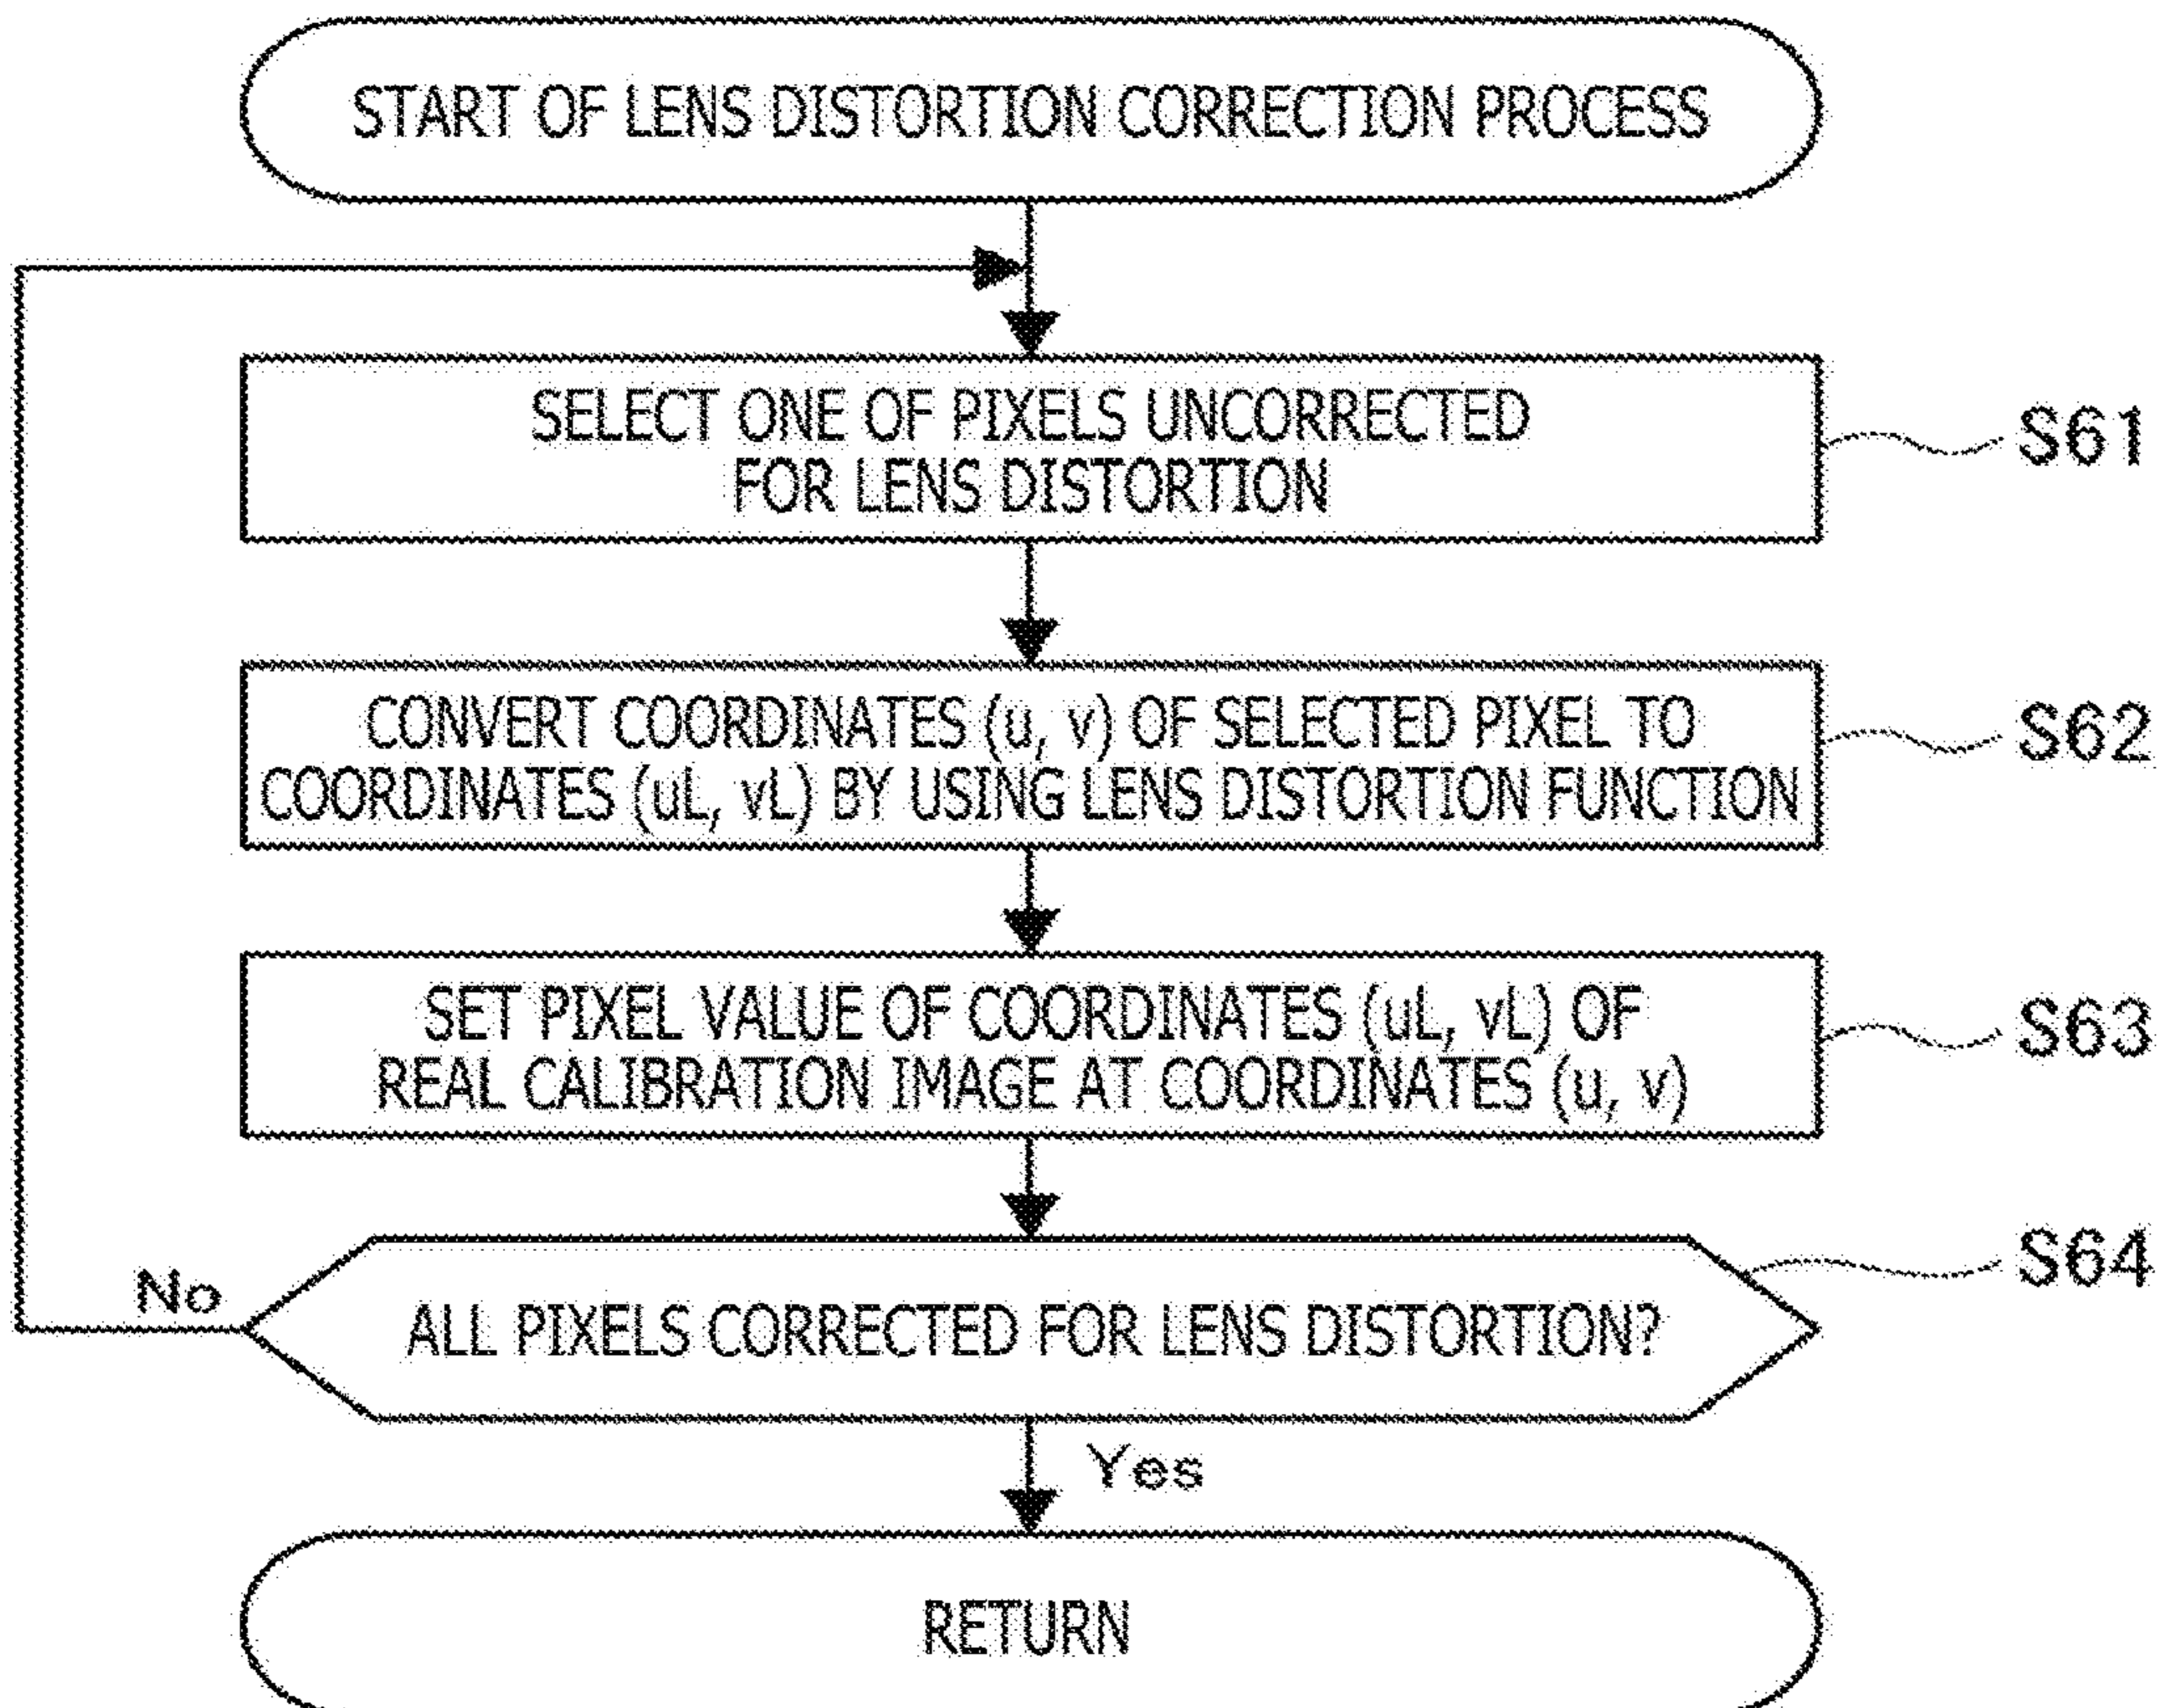 START OF LENS DISTORTION CORRECTION PROCESS
SELECT ONE OF PIXELS UNCORRECTED
FOR LENS DISTORTION
S61
CONVERT COORDINATES (u, v) OF SELECTED PIXEL TO
COORDINATES (uL, vL) BY USING LENS DISTORTION FUNCTION
S62
SET PIXEL VALUE OF COORDINATES (uL, vL) OF
REAL CALIBRATION IMAGE AT COORDINATES (u, v)
S63
ALL PIXELS CORRECTED FOR LENS DISTORTION?
S64
No
Yes
RETURN